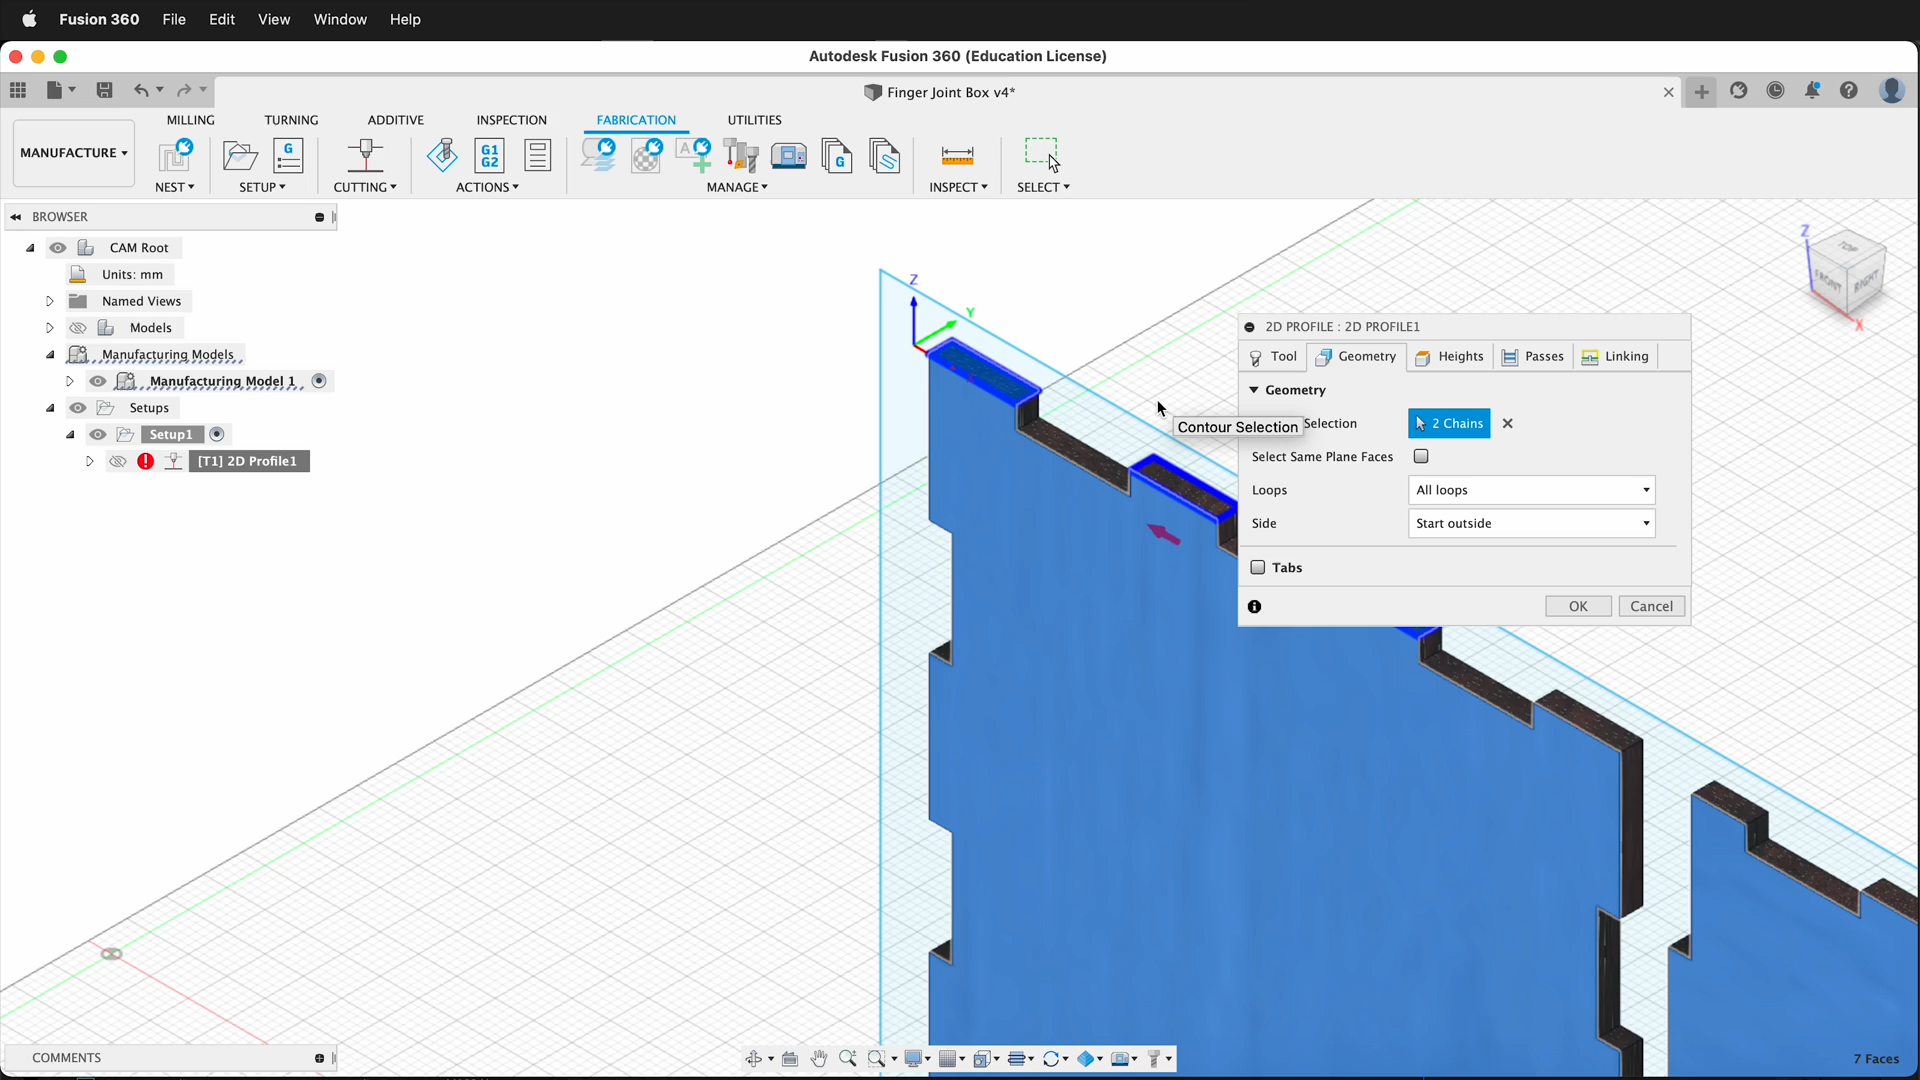 Fusion 360 File Edit View Window Help
Autodesk Fusion 360 (Education License)
Finger Joint Box v4*
MILLING TURNING ADDITIVE INSPECTION FABRICATION UTILITIES
MANUFACTURE
G
G1
G2
A
G
NEST SETUP CUTTING ACTIONS MANAGE INSPECT SELECT
BROWSER
CAM Root
Units: mm
Named Views
Models
Manufacturing Models
Manufacturing Model 1
Setups
Setup1
[T1] 2D Profile1
Z
Y
Z
TOP
FRONT
RIGHT
X
2D PROFILE : 2D PROFILE1
Tool Geometry Heights Passes Linking
Geometry
Selection 2 Chains
Contour Selection
Select Same Plane Faces
Loops All loops
Side Start outside
Tabs
OK Cancel
COMMENTS
7 Faces